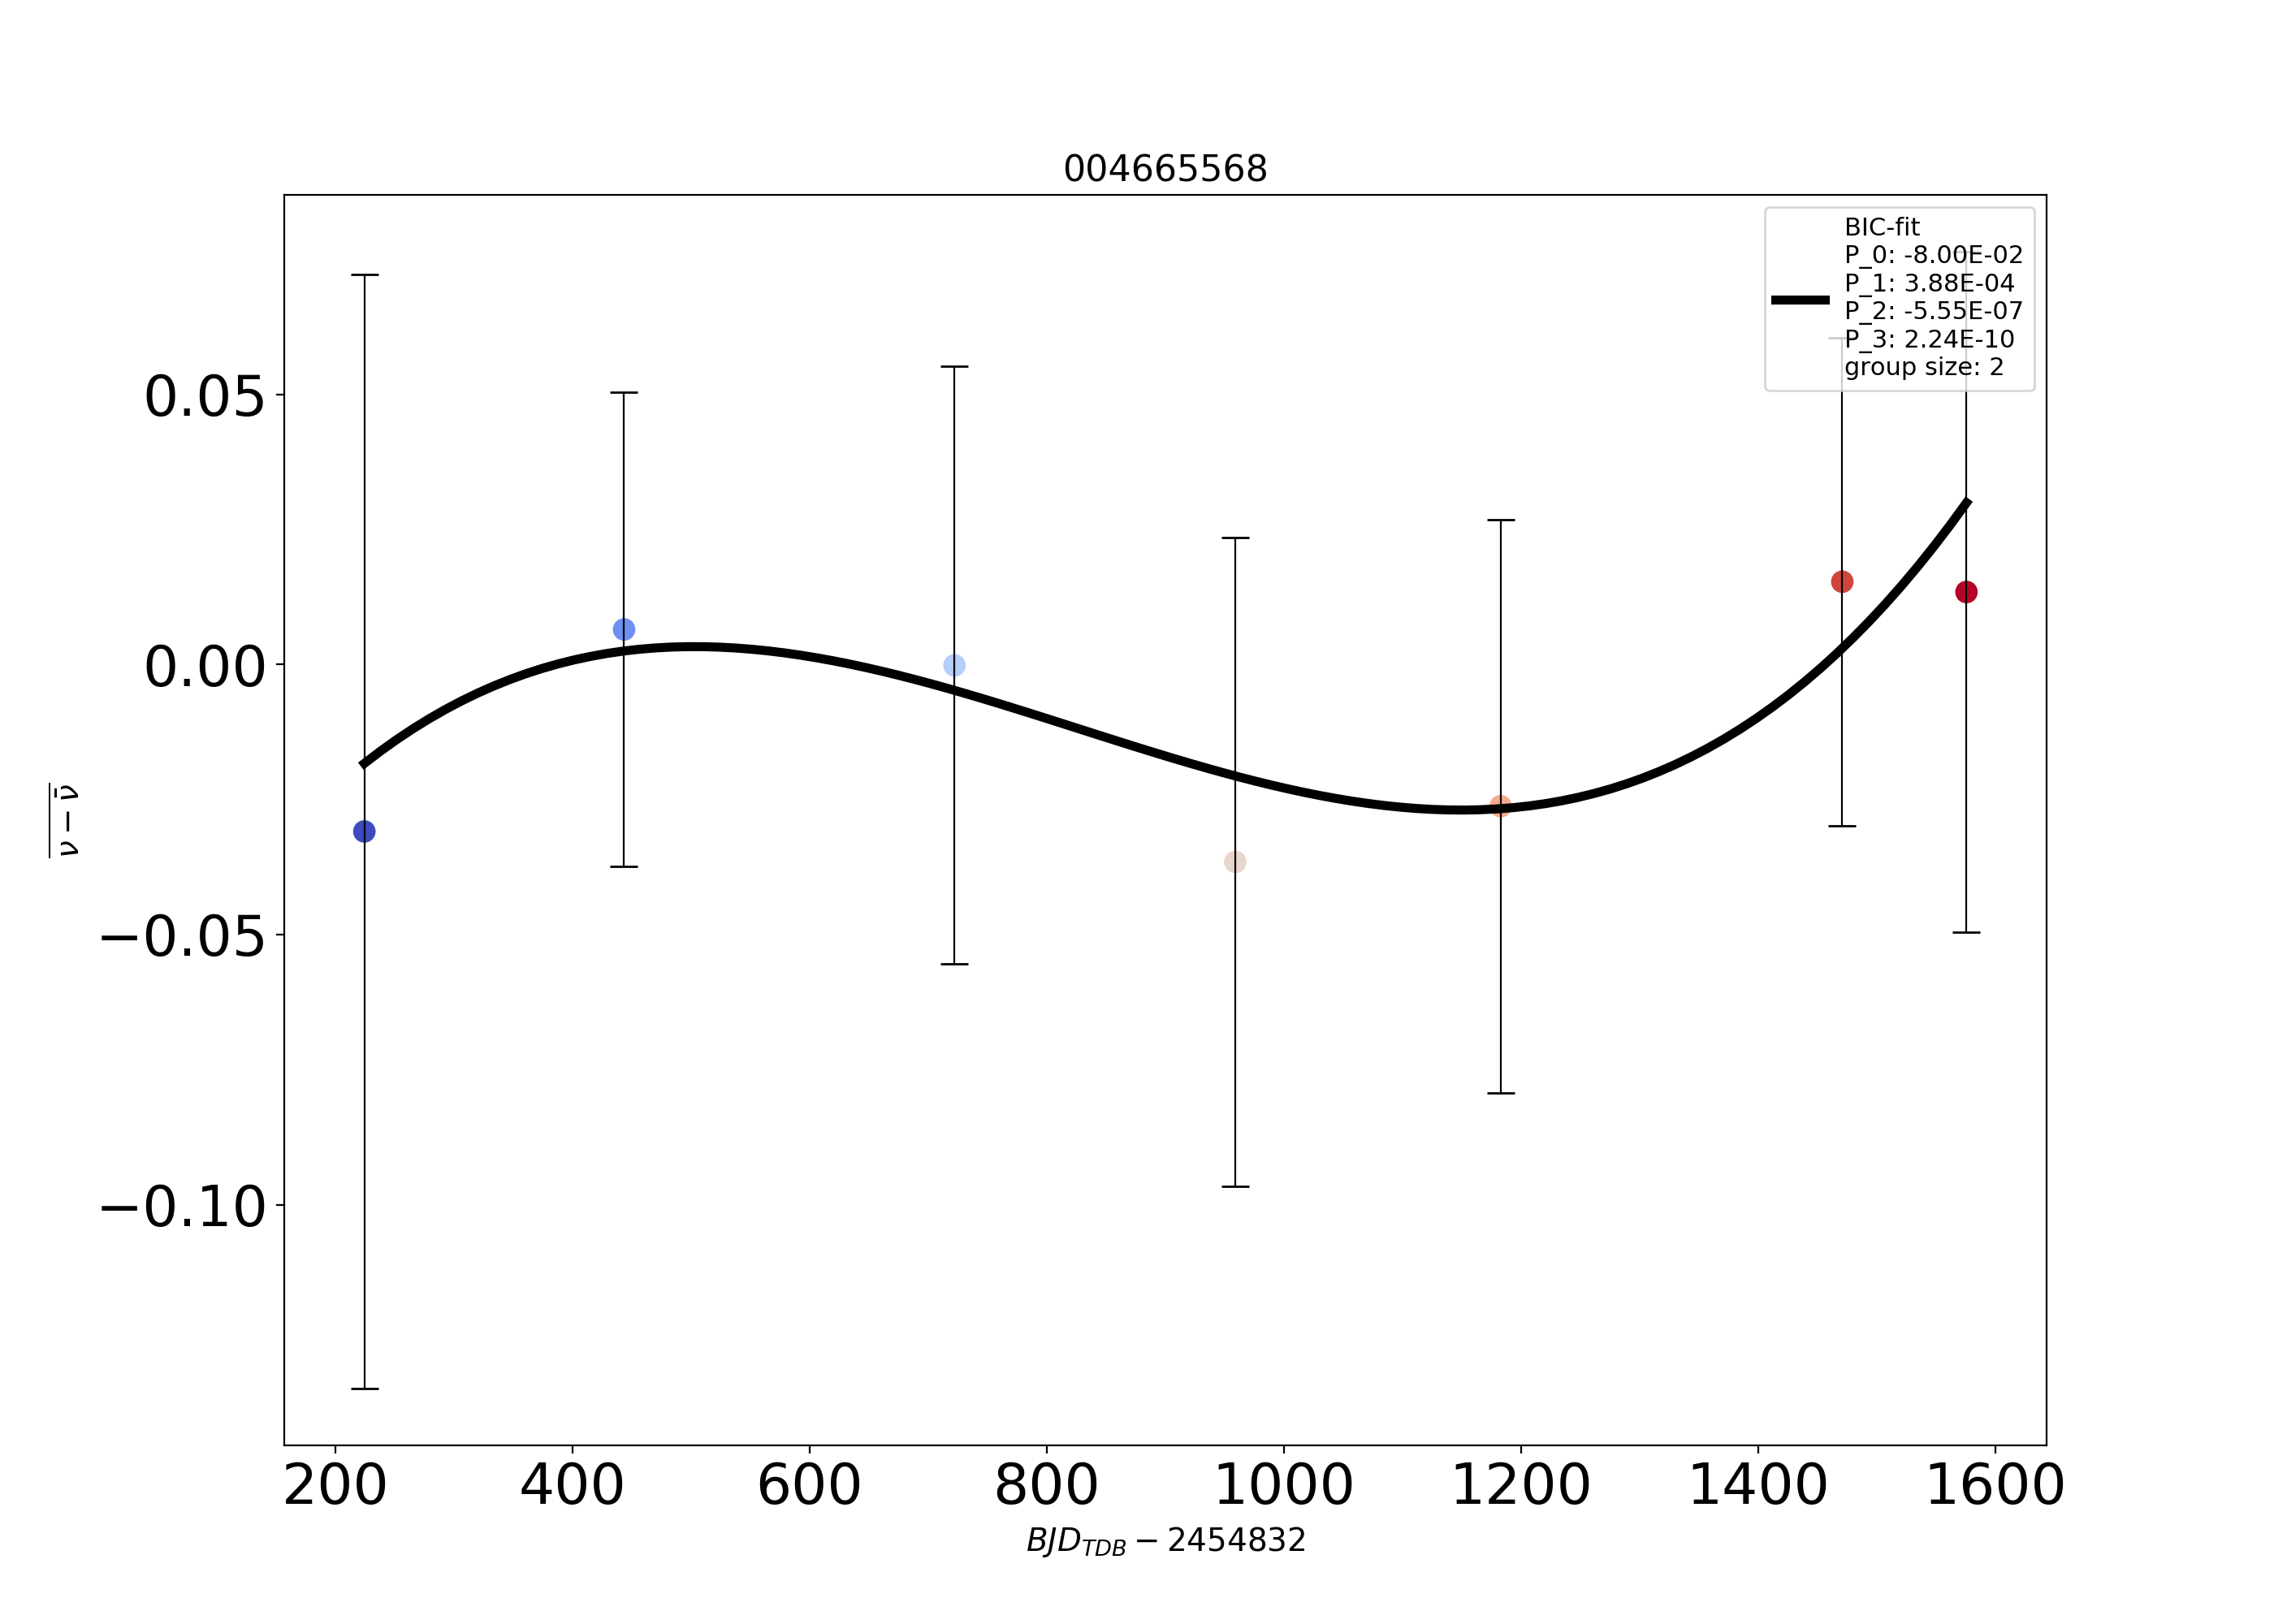 004665568
BIC-fit
P_0: -8.00E-02
P_1: 3.88E-04
P_2: -5.55E-07
P_3: 2.24E-10
group size: 2
0.05
0.00
−0.05
−0.10
ν − ν̄
200 400 600 800 1000 1200 1400 1600
BJD_TDB − 2454832